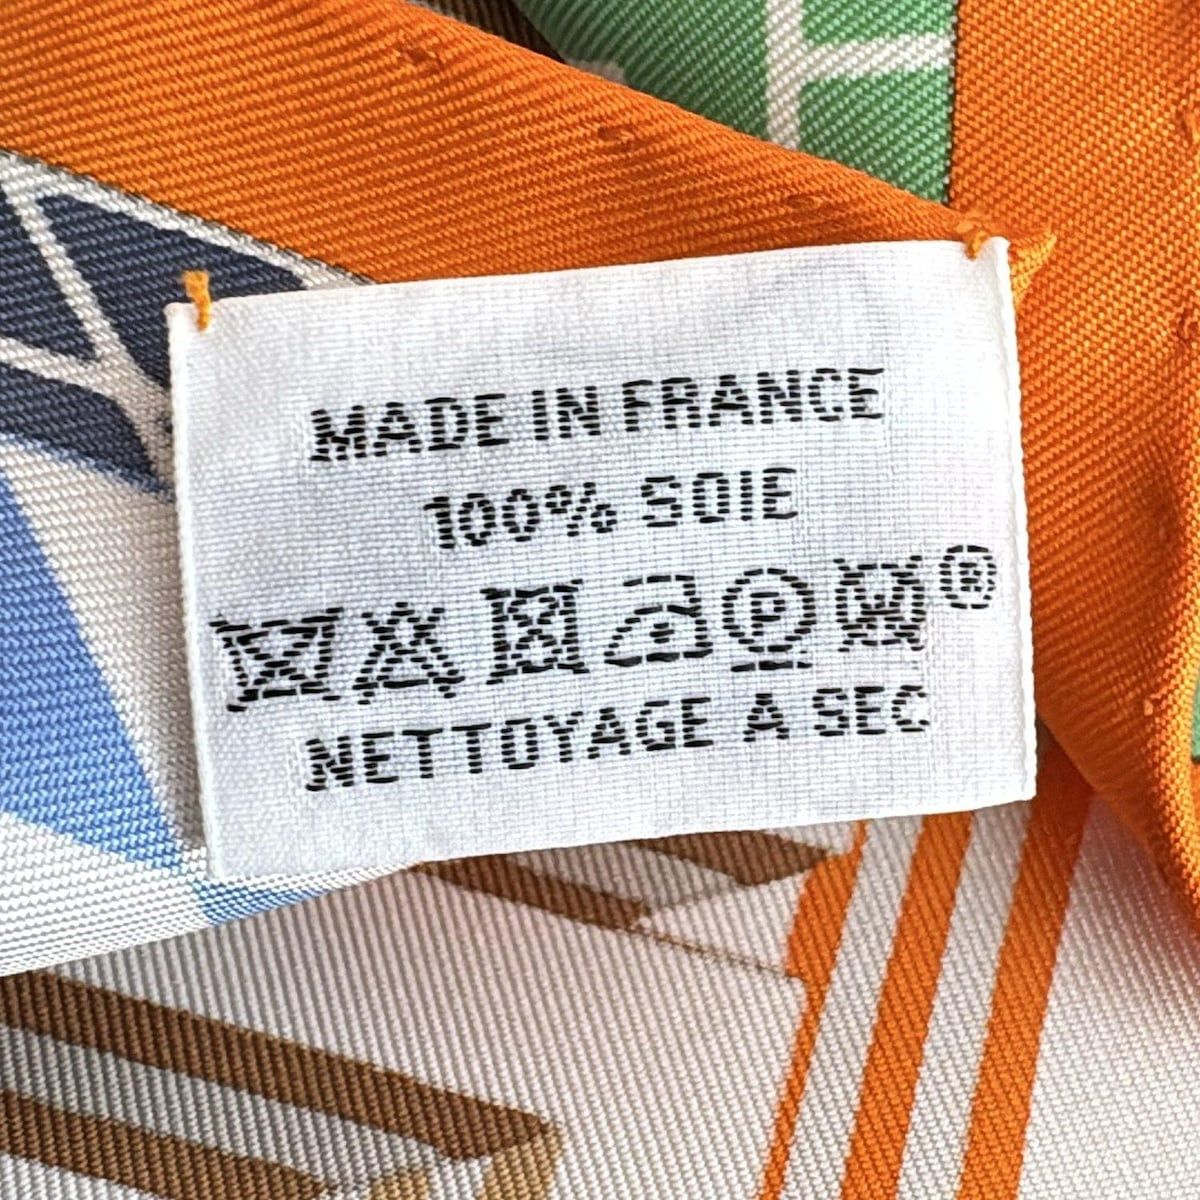 MADE IN FRANCE
100% SOIE
P W ®
NETTOYAGE A SEC